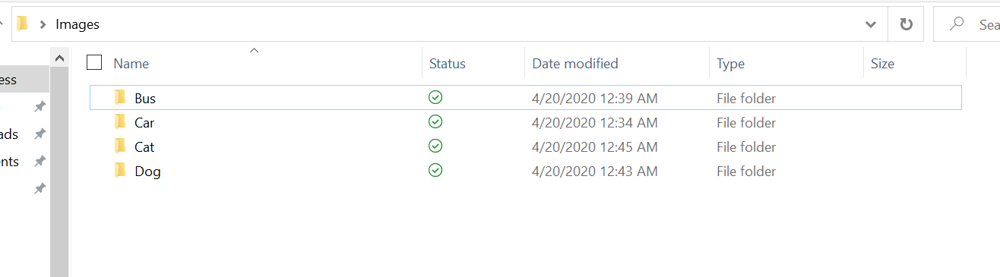 Images
Sea
Name Status Date modified Type Size
ess
Bus 4/20/2020 12:39 AM File folder
Car 4/20/2020 12:34 AM File folder
ads
Cat 4/20/2020 12:45 AM File folder
ents
Dog 4/20/2020 12:43 AM File folder